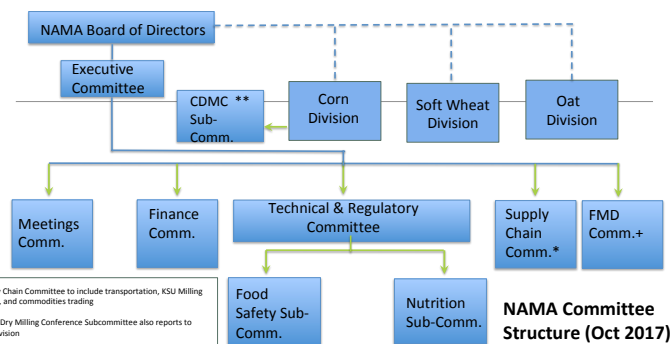 NAMA Board of Directors
Executive
Committee
CDMC **
Sub-
Comm.
Corn
Division
Soft Wheat
Division
Oat
Division
Meetings
Comm.
Finance
Comm.
Technical & Regulatory
Committee
Supply
Chain
Comm.*
FMD
Comm.+
Food
Safety Sub-
Comm.
Nutrition
Sub-Comm.
Chain Committee to include transportation, KSU Milling
, and commodities trading
Dry Milling Conference Subcommittee also reports to
vision
NAMA Committee
Structure (Oct 2017)